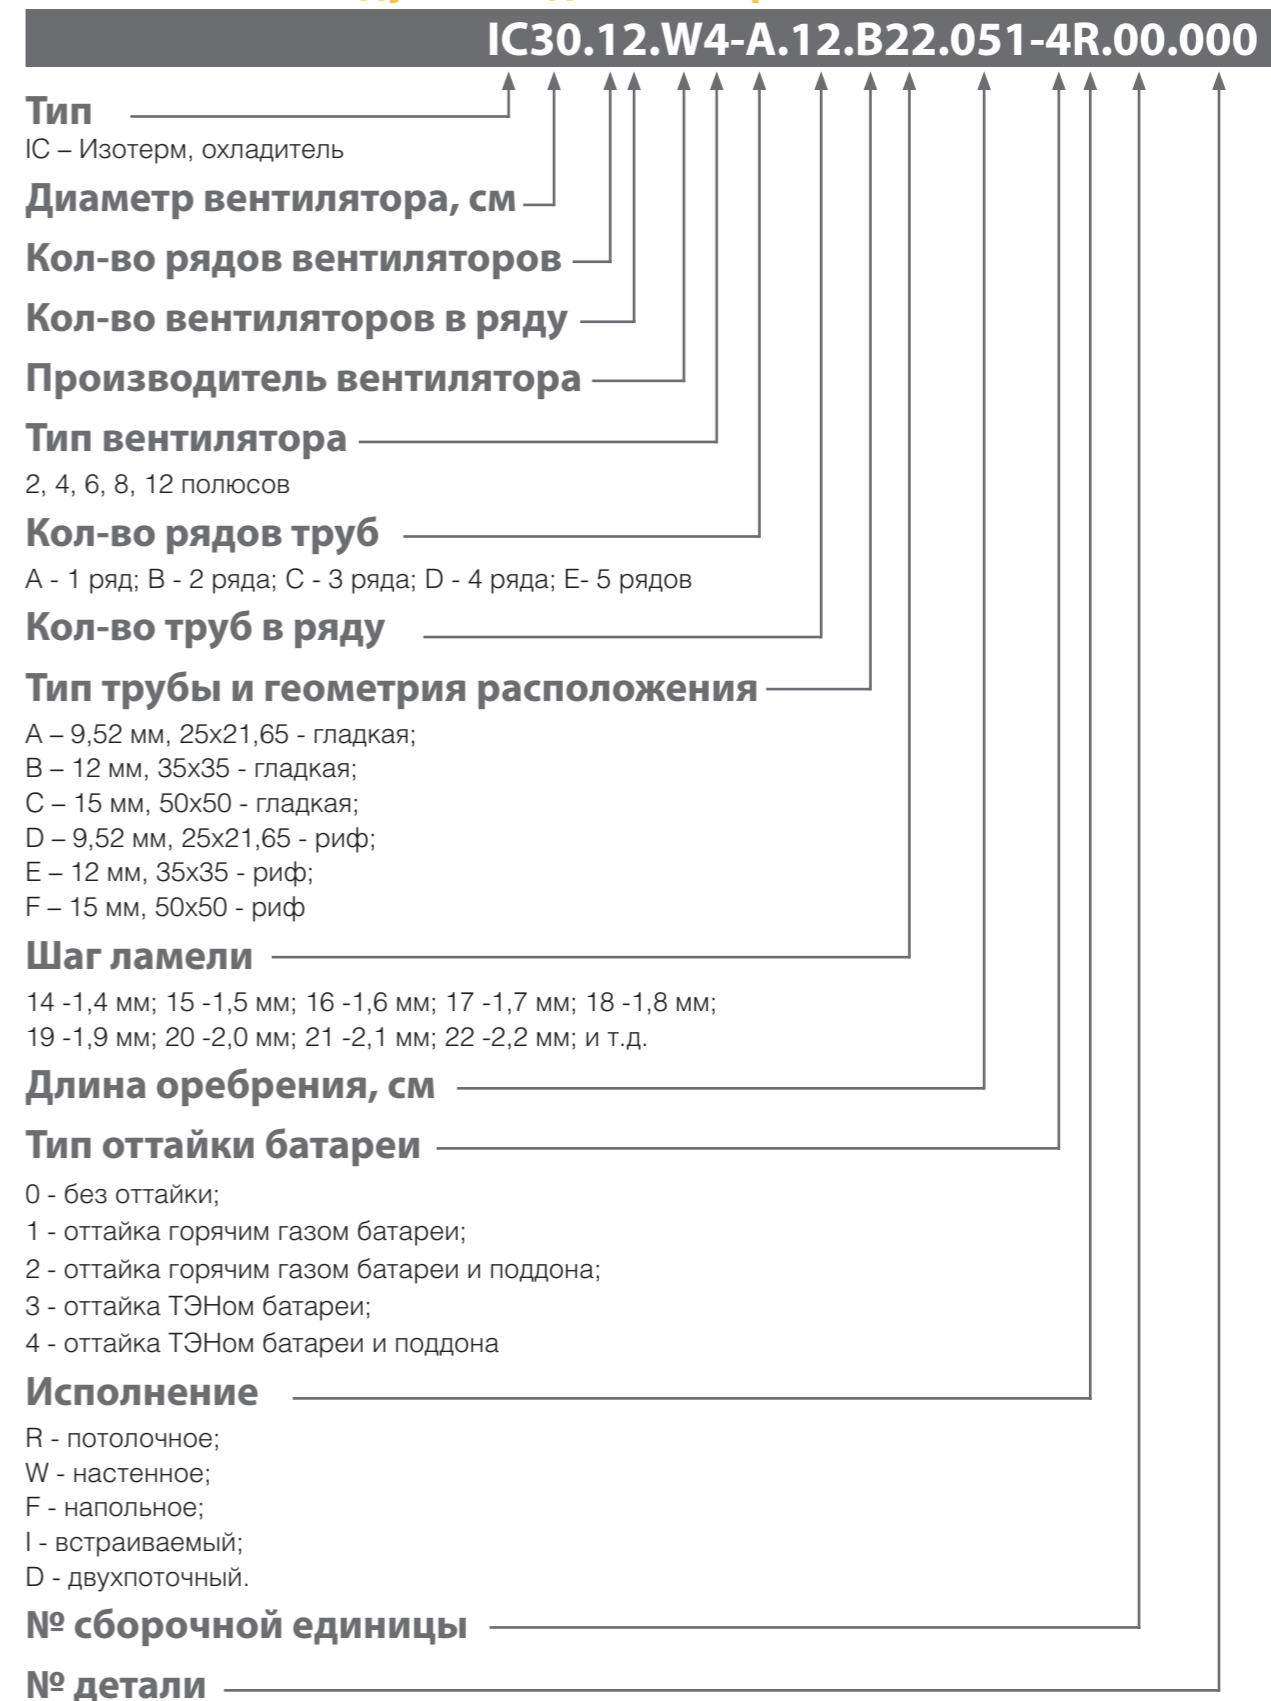 IC30.12.W4-A.12.B22.051-4R.00.000
Тип
IC – Изотерм, охладитель
Диаметр вентилятора, см
Кол-во рядов вентиляторов
Кол-во вентиляторов в ряду
Производитель вентилятора
Тип вентилятора
2, 4, 6, 8, 12 полюсов
Кол-во рядов труб
A - 1 ряд; B - 2 ряда; C - 3 ряда; D - 4 ряда; E- 5 рядов
Кол-во труб в ряду
Тип трубы и геометрия расположения
A – 9,52 мм, 25x21,65 - гладкая;
B – 12 мм, 35x35 - гладкая;
C – 15 мм, 50x50 - гладкая;
D – 9,52 мм, 25x21,65 - риф;
E – 12 мм, 35x35 - риф;
F – 15 мм, 50x50 - риф
Шаг ламели
14 -1,4 мм; 15 -1,5 мм; 16 -1,6 мм; 17 -1,7 мм; 18 -1,8 мм;
19 -1,9 мм; 20 -2,0 мм; 21 -2,1 мм; 22 -2,2 мм; и т.д.
Длина оребрения, см
Тип оттайки батареи
0 - без оттайки;
1 - оттайка горячим газом батареи;
2 - оттайка горячим газом батареи и поддона;
3 - оттайка ТЭНом батареи;
4 - оттайка ТЭНом батареи и поддона
Исполнение
R - потолочное;
W - настенное;
F - напольное;
I - встраиваемый;
D - двухпоточный.
№ сборочной единицы
№ детали